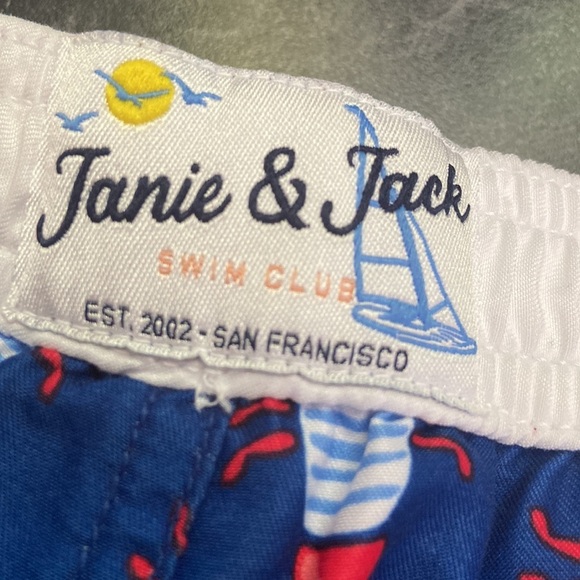 Janie & Jack
SWIM CLUB
EST. 2002 - SAN FRANCISCO